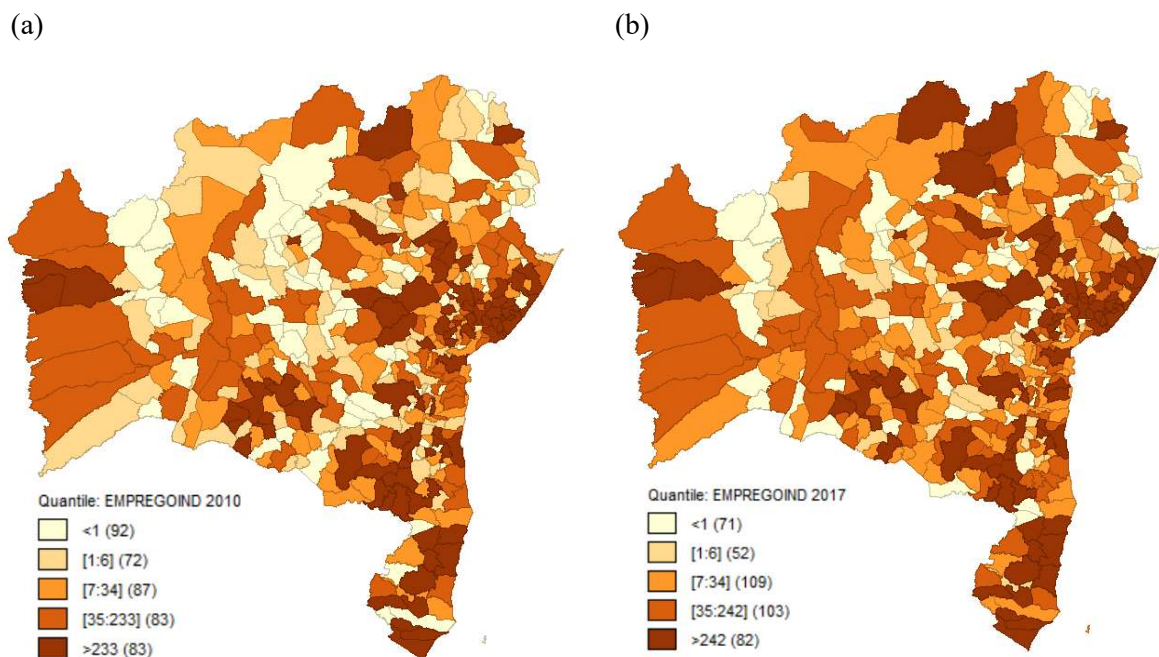 (a)
(b)
Quantile: EMPREGOIND 2010
<1 (92)
[1:6] (72)
[7:34] (87)
[35:233] (83)
>233 (83)
Quantile: EMPREGOIND 2017
<1 (71)
[1:6] (52)
[7:34] (109)
[35:242] (103)
>242 (82)